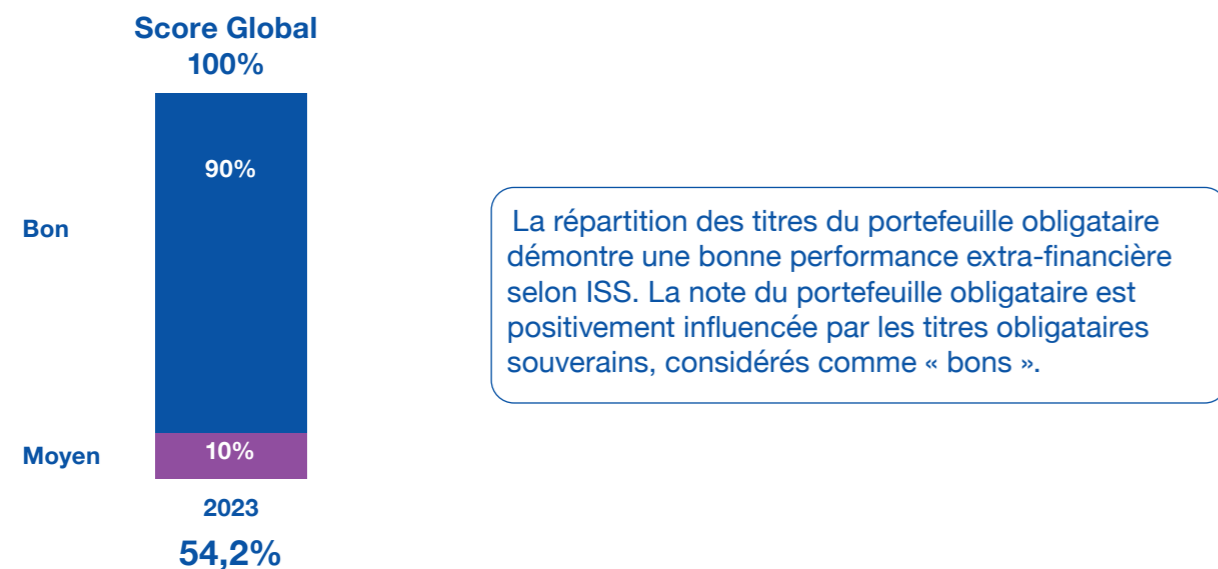 Score Global
100%
90%
Bon
La répartition des titres du portefeuille obligataire
démontre une bonne performance extra-financière
selon ISS. La note du portefeuille obligataire est
positivement influencée par les titres obligataires
souverains, considérés comme « bons ».
Moyen
10%
2023
54,2%